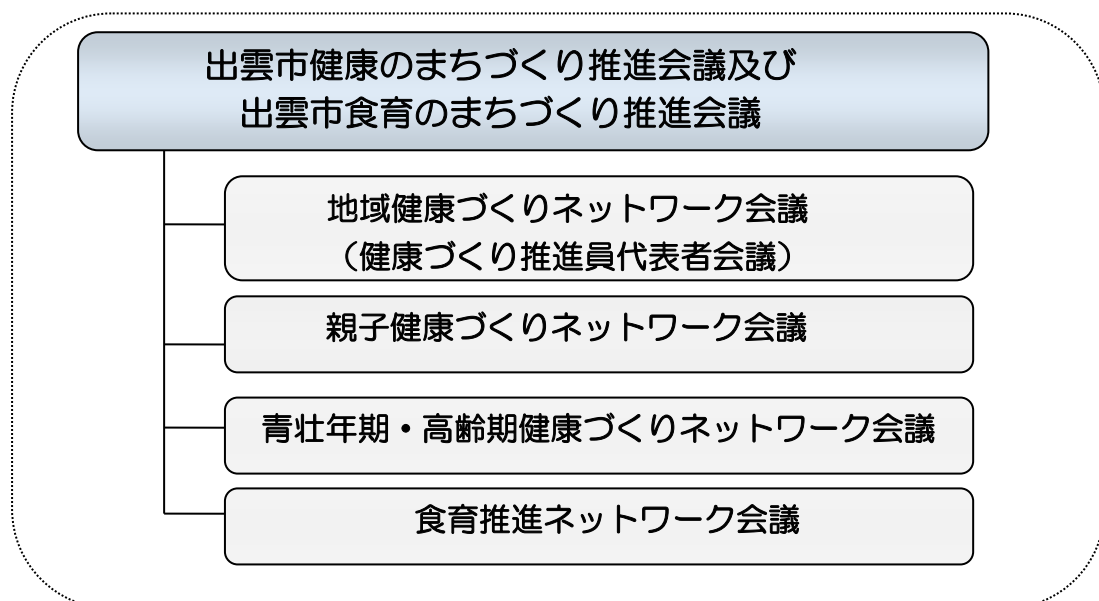 出雲市健康のまちづくり推進会議及び
出雲市食育のまちづくり推進会議
地域健康づくりネットワーク会議
（健康づくり推進員代表者会議）
親子健康づくりネットワーク会議
青壮年期・高齢期健康づくりネットワーク会議
食育推進ネットワーク会議